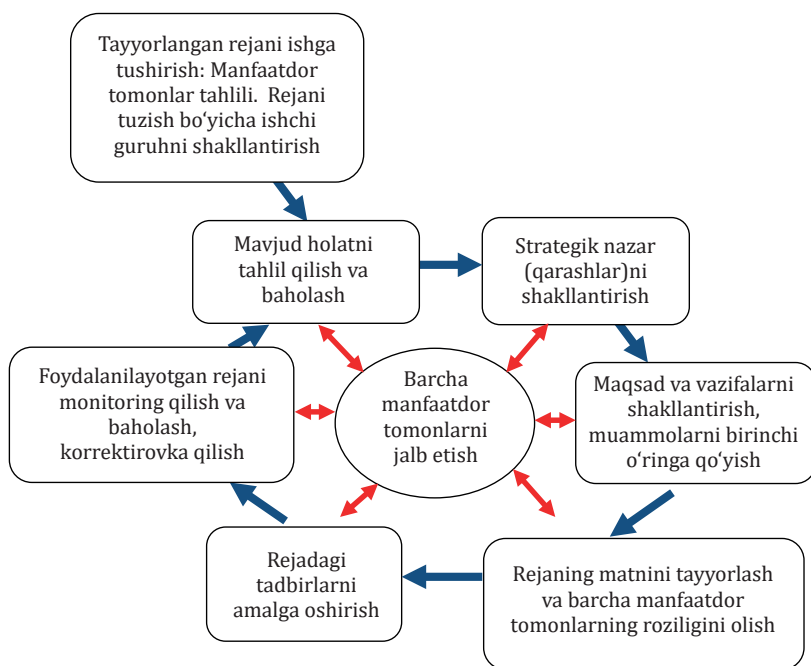 Tayyorlangan rejani ishga
tushirish: Manfaatdor
tomonlar tahlili. Rejani
tuzish bo‘yicha ishchi
guruhni shakllantirish
Mavjud holatni
tahlil qilish va
baholash
Strategik nazar
(qarashlar)ni
shakllantirish
Foydalanilayotgan rejani
monitoring qilish va
baholash,
korrektirovka qilish
Barcha
manfaatdor
tomonlarni
jalb etish
Maqsad va vazifalarni
shakllantirish,
muammolarni birinchi
o‘ringa qo‘yish
Rejadagi
tadbirlarni
amalga oshirish
Rejaning matnini tayyorlash
va barcha manfaatdor
tomonlarning roziligini olish